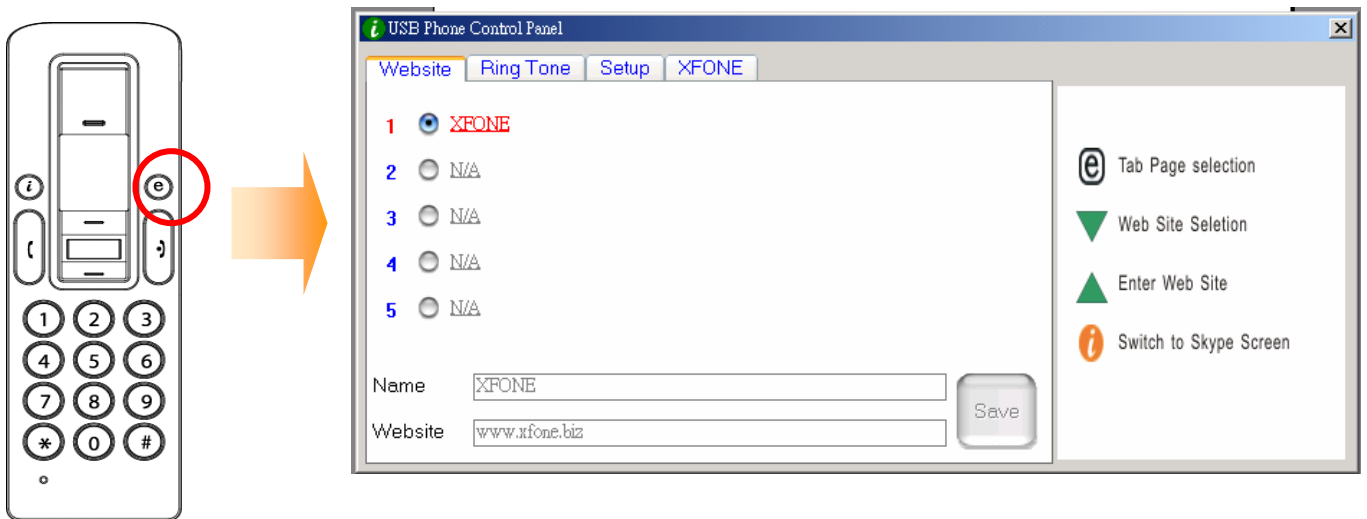 i
e
1 2 3
4 5 6
7 8 9
* 0 #
i USB Phone Control Panel
Website Ring Tone Setup XFONE
1 XFONE
2 N/A
3 N/A
4 N/A
5 N/A
Name XFONE
Website www.xfone.biz
Save
e Tab Page selection
Web Site Seletion
Enter Web Site
i Switch to Skype Screen